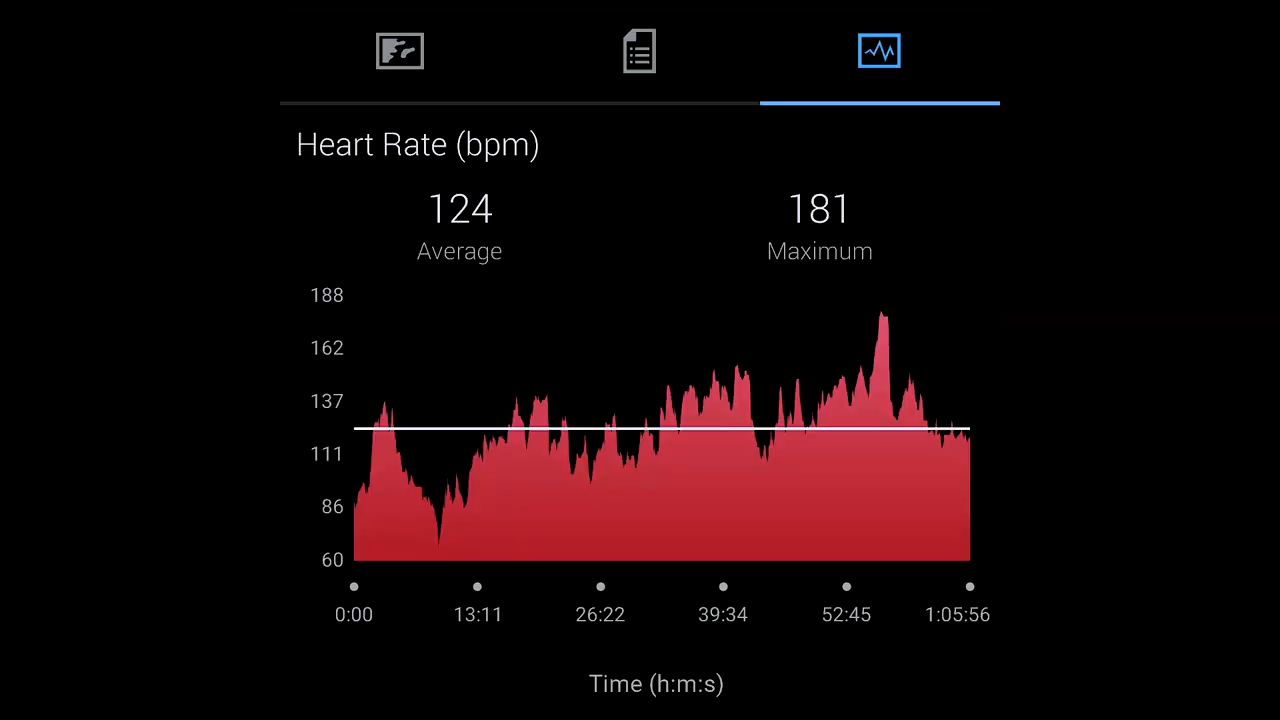 Heart Rate (bpm)
124 181
Average Maximum
188
162
137
111
86
60
0:00 13:11 26:22 39:34 52:45 1:05:56
Time (h:m:s)